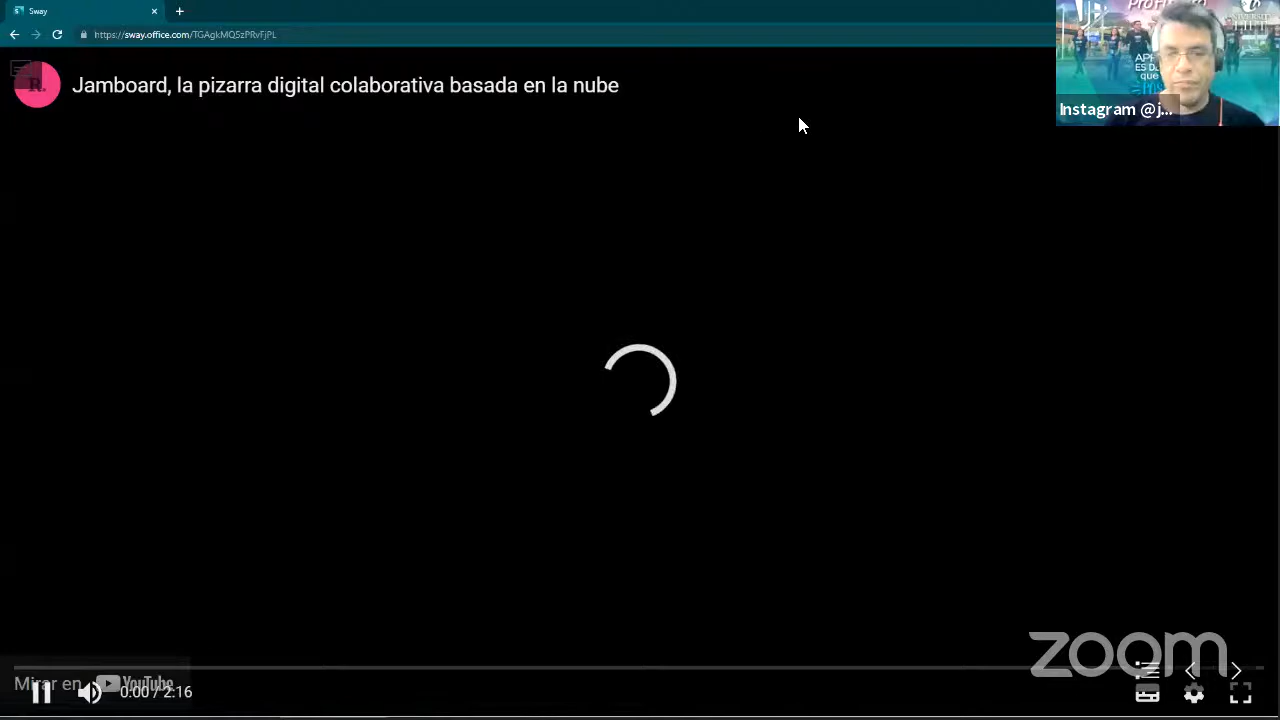 Sway
https://sway.office.com/TGAgkMQSzPRvFjPL
R.
Jamboard, la pizarra digital colaborativa basada en la nube
Instagram @j...
zoom
Mirar en YouTube
0:00 / 2:16